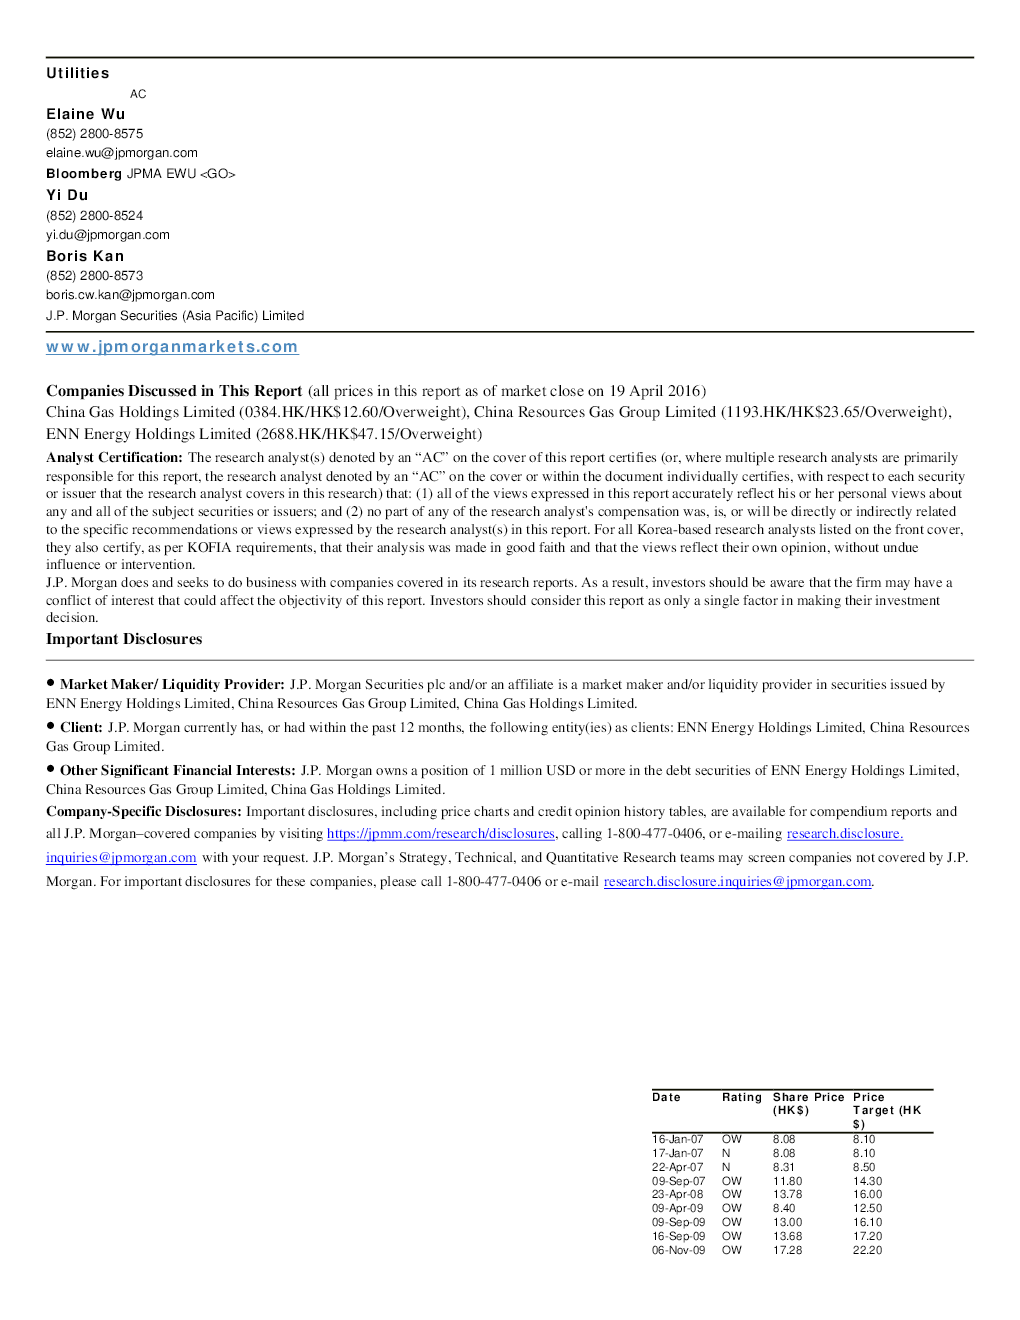 Utilities
AC
Elaine Wu
(852) 2800-8575
elaine.wu@jpmorgan.com
Bloomberg JPMA EWU <GO>
Yi Du
(852) 2800-8524
yi.du@jpmorgan.com
Boris Kan
(852) 2800-8573
boris.cw.kan@jpmorgan.com
J.P. Morgan Securities (Asia Pacific) Limited
www.jpmorganmarkets.com
Companies Discussed in This Report (all prices in this report as of market close on 19 April 2016)
China Gas Holdings Limited (0384.HK/HK$12.60/Overweight), China Resources Gas Group Limited (1193.HK/HK$23.65/Overweight),
ENN Energy Holdings Limited (2688.HK/HK$47.15/Overweight)
Analyst Certification: The research analyst(s) denoted by an “AC” on the cover of this report certifies (or, where multiple research analysts are primarily
responsible for this report, the research analyst denoted by an “AC” on the cover or within the document individually certifies, with respect to each security
or issuer that the research analyst covers in this research) that: (1) all of the views expressed in this report accurately reflect his or her personal views about
any and all of the subject securities or issuers; and (2) no part of any of the research analyst's compensation was, is, or will be directly or indirectly related
to the specific recommendations or views expressed by the research analyst(s) in this report. For all Korea-based research analysts listed on the front cover,
they also certify, as per KOFIA requirements, that their analysis was made in good faith and that the views reflect their own opinion, without undue
influence or intervention.
J.P. Morgan does and seeks to do business with companies covered in its research reports. As a result, investors should be aware that the firm may have a
conflict of interest that could affect the objectivity of this report. Investors should consider this report as only a single factor in making their investment
decision.
Important Disclosures
● Market Maker/ Liquidity Provider: J.P. Morgan Securities plc and/or an affiliate is a market maker and/or liquidity provider in securities issued by
ENN Energy Holdings Limited, China Resources Gas Group Limited, China Gas Holdings Limited.
● Client: J.P. Morgan currently has, or had within the past 12 months, the following entity(ies) as clients: ENN Energy Holdings Limited, China Resources
Gas Group Limited.
● Other Significant Financial Interests: J.P. Morgan owns a position of 1 million USD or more in the debt securities of ENN Energy Holdings Limited,
China Resources Gas Group Limited, China Gas Holdings Limited.
Company-Specific Disclosures: Important disclosures, including price charts and credit opinion history tables, are available for compendium reports and
all J.P. Morgan–covered companies by visiting https://jpmm.com/research/disclosures, calling 1-800-477-0406, or e-mailing research.disclosure.
inquiries@jpmorgan.com with your request. J.P. Morgan’s Strategy, Technical, and Quantitative Research teams may screen companies not covered by J.P.
Morgan. For important disclosures for these companies, please call 1-800-477-0406 or e-mail research.disclosure.inquiries@jpmorgan.com.
Date Rating Share Price Price
(HK$) Target (HK
$)
16-Jan-07 OW 8.08 8.10
17-Jan-07 N 8.08 8.10
22-Apr-07 N 8.31 8.50
09-Sep-07 OW 11.80 14.30
23-Apr-08 OW 13.78 16.00
09-Apr-09 OW 8.40 12.50
09-Sep-09 OW 13.00 16.10
16-Sep-09 OW 13.68 17.20
06-Nov-09 OW 17.28 22.20